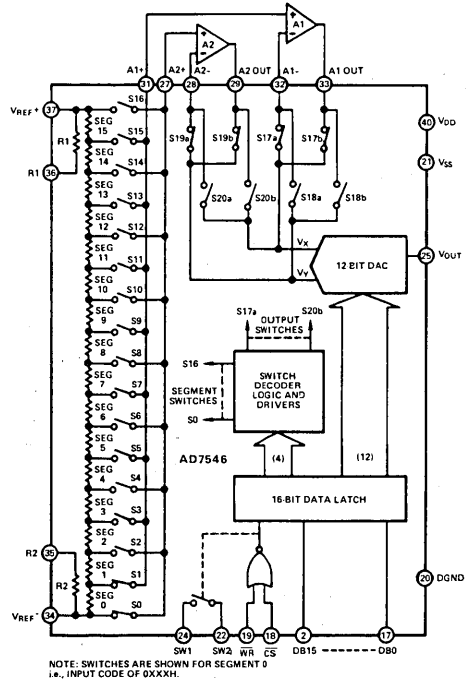 A1
A2
A1+ A2+ A2- A2 OUT A1- A1 OUT
31 27 28 29 32 33
VREF+ 37
R1
R1 36
S16
SEG 15 S15
SEG 14 S14
SEG 13 S13
SEG 12 S12
SEG 11 S11
SEG 10 S10
SEG 9 S9
SEG 8 S8
SEG 7 S7
SEG 6 S6
SEG 5 S5
SEG 4 S4
SEG 3 S3
SEG 2 S2
SEG 1 S1
SEG 0 S0
R2 35
R2
VREF- 34
S19a S19b S17a S17b
S20a S20b S18a S18b
40 VDD
21 VSS
VX
VY
12-BIT DAC
25 VOUT
S17a OUTPUT SWITCHES S20b
S16
SEGMENT SWITCHES
S0
SWITCH DECODER LOGIC AND DRIVERS
AD7546
(4) (12)
16-BIT DATA LATCH
20 DGND
24 22 19 18 2 17
SW1 SW2 WR CS DB15 DB0
NOTE: SWITCHES ARE SHOWN FOR SEGMENT 0
i.e., INPUT CODE OF 0XXXH.